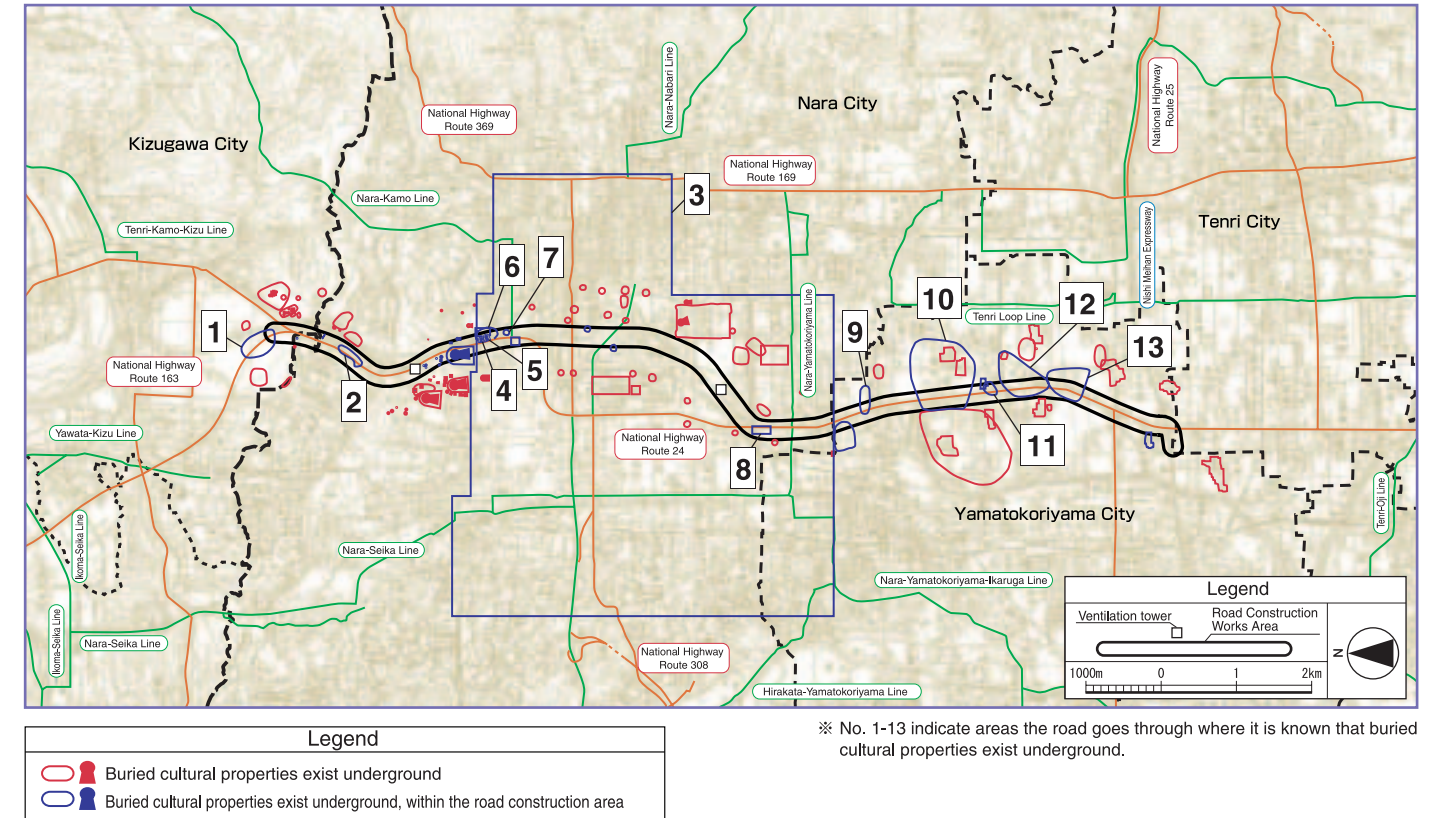 Nara City
Kizugawa City
Tenri City
Yamatokoriyama City
National Highway
Route 369
Nara-Nabari Line
National Highway
Route 25
National Highway
Route 169
3
Nara-Kamo Line
Tenri-Kamo-Kizu Line
Nishi Meihan Expressway
6
7
10
12
Tenri Loop Line
Nara-Yamatokoriyama Line
1
9
13
National Highway
Route 163
2
4
5
11
Yawata-Kizu Line
National Highway
Route 24
8
Ikoma-Seika Line
Nara-Seika Line
Tenri-Oji Line
Nara-Yamatokoriyama-Ikaruga Line
Ikoma-Seika Line
Nara-Seika Line
National Highway
Route 308
Hirakata-Yamatokoriyama Line
Legend
Ventilation tower
Road Construction
Works Area
1000m 0 1 2km
N
Legend
Buried cultural properties exist underground
Buried cultural properties exist underground, within the road construction area
※ No. 1-13 indicate areas the road goes through where it is known that buried
cultural properties exist underground.